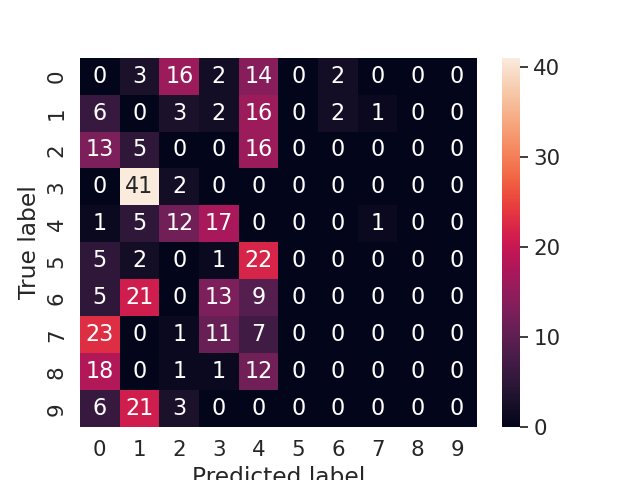 0 0 3 16 2 14 0 2 0 0 0 40
1 6 0 3 2 16 0 2 1 0 0
2 13 5 0 0 16 0 0 0 0 0 30
3 0 41 2 0 0 0 0 0 0 0
4 1 5 12 17 0 0 0 1 0 0
True label
5 5 2 0 1 22 0 0 0 0 0 20
6 5 21 0 13 9 0 0 0 0 0
7 23 0 1 11 7 0 0 0 0 0 10
8 18 0 1 1 12 0 0 0 0 0
9 6 21 3 0 0 0 0 0 0 0 0
0 1 2 3 4 5 6 7 8 9
Predicted label